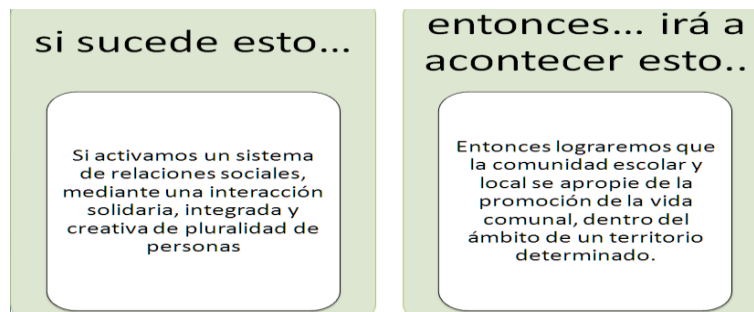 si sucede esto...
Si activamos un sistema
de relaciones sociales,
mediante una interacción
solidaria, integrada y
creativa de pluralidad de
personas
entonces... irá a
acontecer esto..
Entonces lograremos que
la comunidad escolar y
local se apropie de la
promoción de la vida
comunal, dentro del
ámbito de un territorio
determinado.